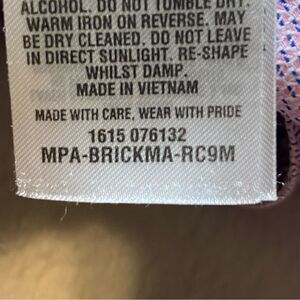 ALCOHOL. DO NOT TUMBLE DRY.
WARM IRON ON REVERSE. MAY
BE DRY CLEANED. DO NOT LEAVE
IN DIRECT SUNLIGHT. RE-SHAPE
WHILST DAMP.
MADE IN VIETNAM
MADE WITH CARE, WEAR WITH PRIDE
1615 076132
MPA-BRICKMA-RC9M